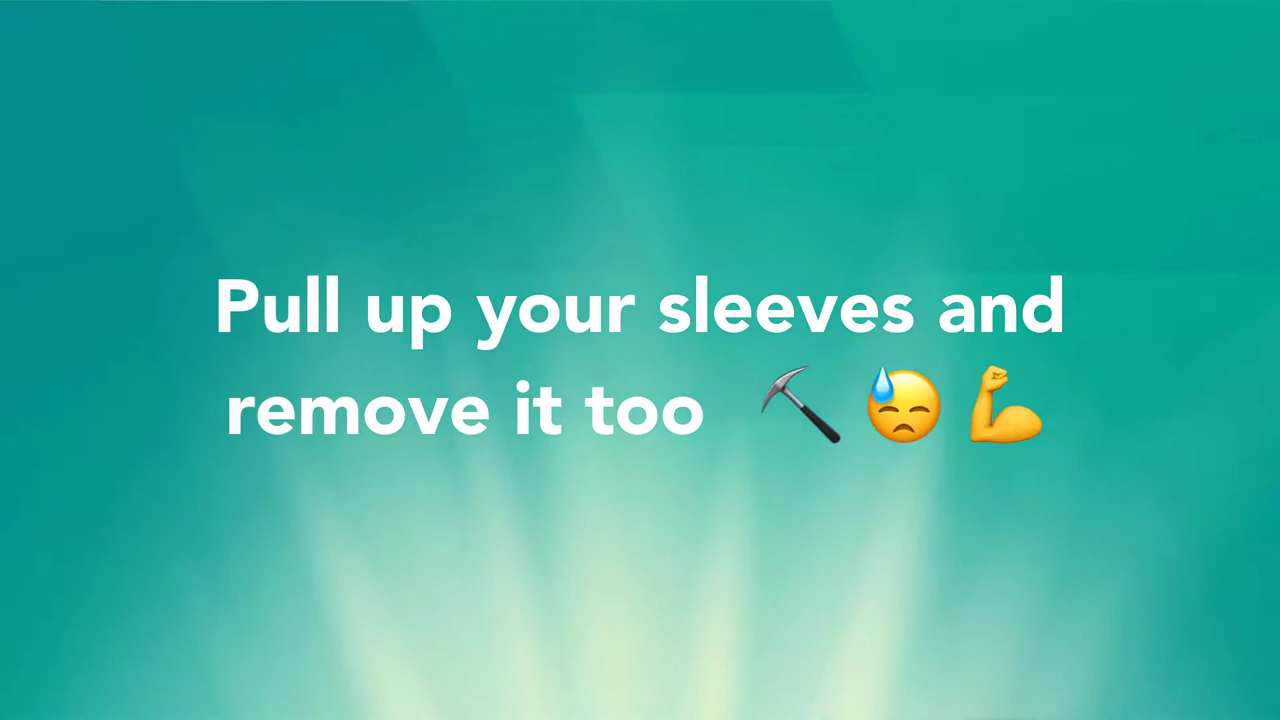 Pull up your sleeves and
remove it too ⛏️ 😓 💪